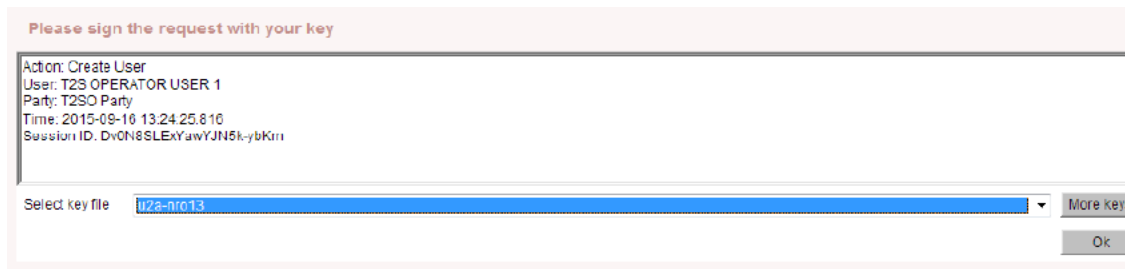 Please sign the request with your key
Action: Create User
User: T2S OPERATOR USER 1
Party: T2SO Party
Time: 2015-09-16 13:24:25.816
Session ID: Dv0N8SLExYawYJN5k-ybKm
Select key file u2a-nro13 More key
Ok